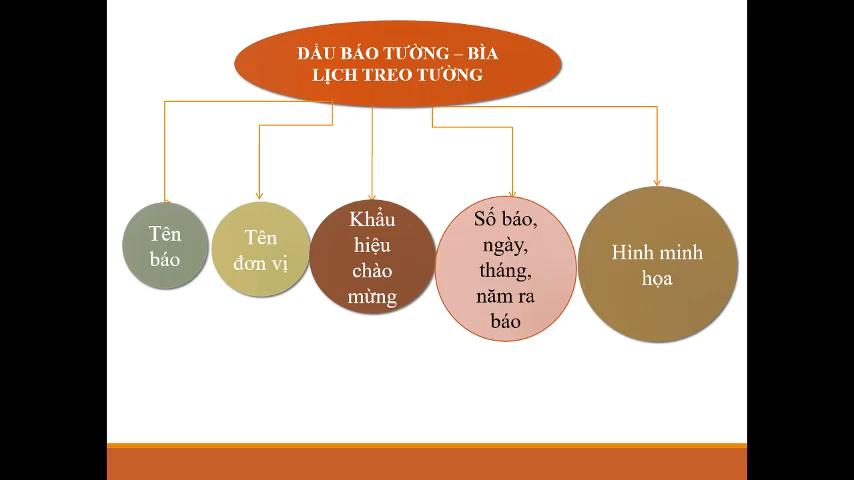 ĐẦU BÁO TƯỜNG – BÌA
LỊCH TREO TƯỜNG
Tên
báo
Tên
đơn vị
Khẩu
hiệu
chào
mừng
Số báo,
ngày,
tháng,
năm ra
báo
Hình minh
họa